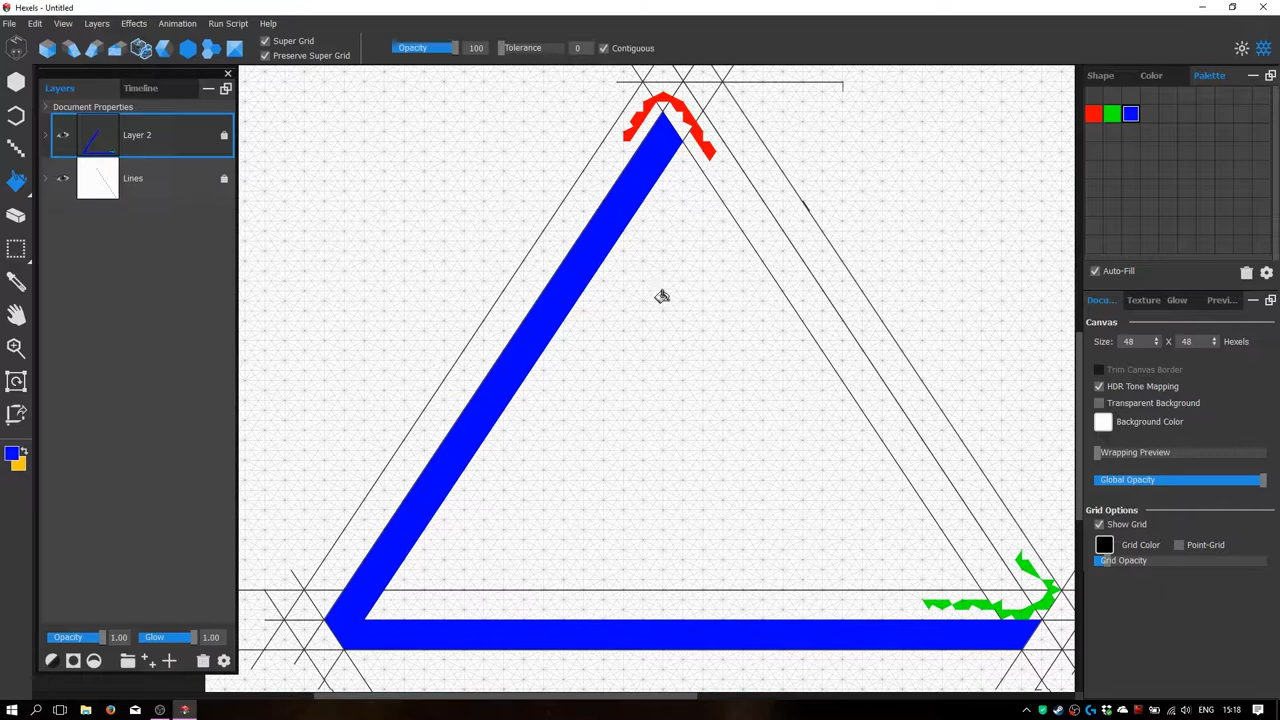 Hexels - Untitled
File Edit View Layers Effects Animation Run Script Help
Super Grid
Preserve Super Grid
Opacity 100 Tolerance 0 Contiguous
Layers Timeline
Document Properties
Layer 2
Lines
Opacity 1.00 Glow 1.00
Shape Color Palette
Auto-Fill
Docu... Texture Glow Previ...
Canvas
Size: 48 X 48 Hexels
Trim Canvas Border
HDR Tone Mapping
Transparent Background
Background Color
Wrapping Preview
Global Opacity
Grid Options
Show Grid
Grid Color Point-Grid
Grid Opacity
ENG 15:18